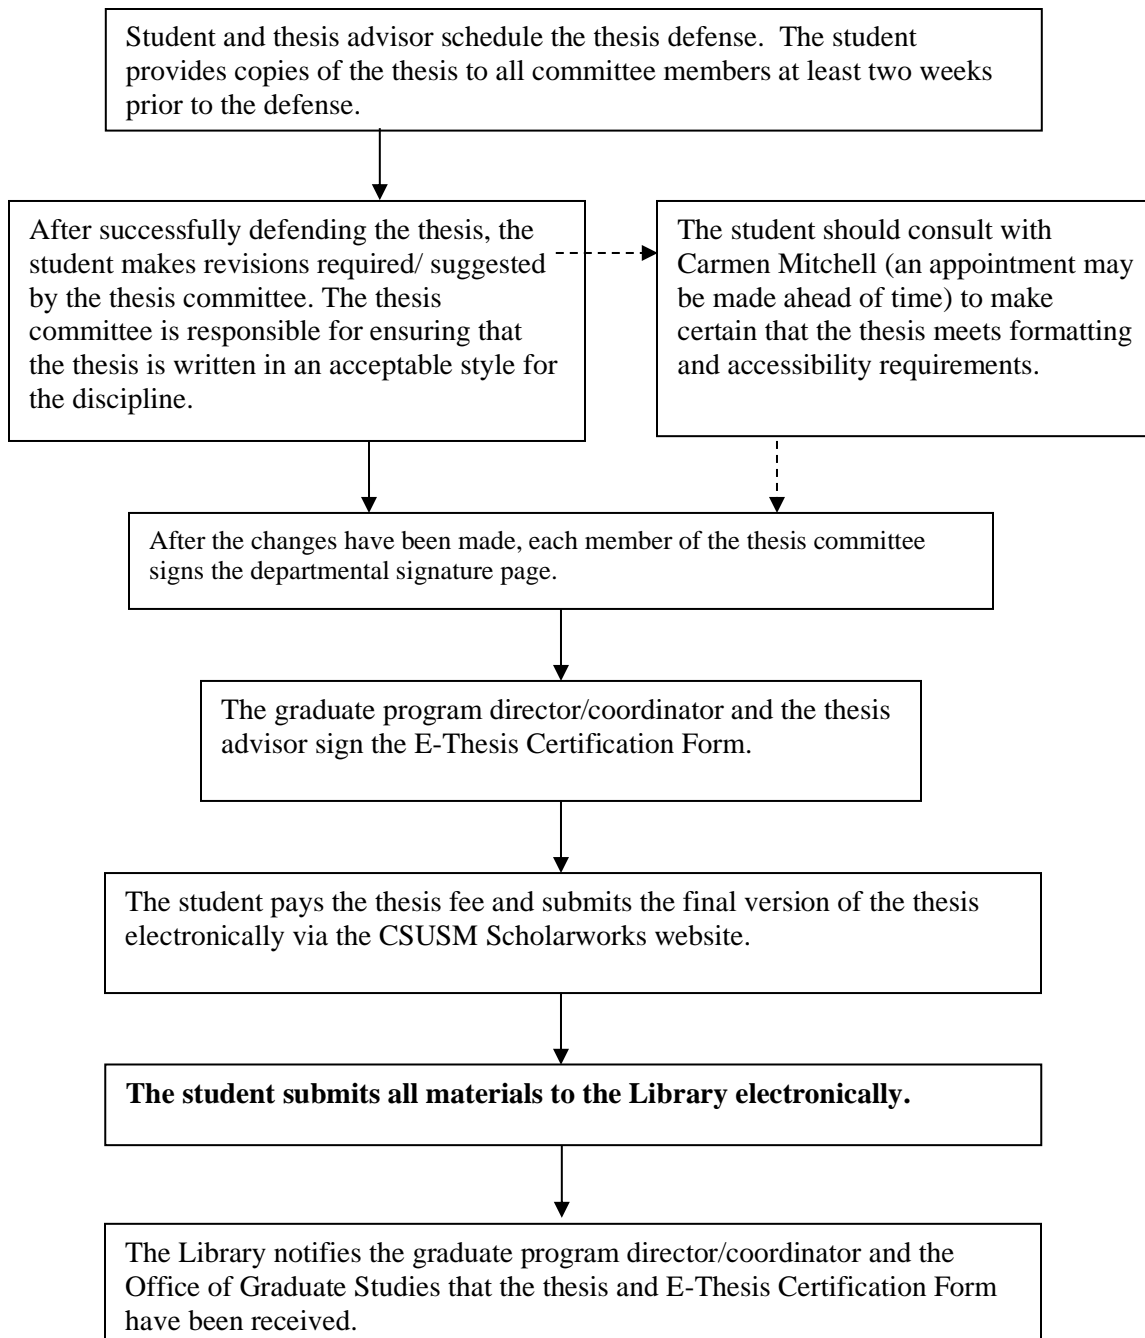 Student and thesis advisor schedule the thesis defense.  The student
provides copies of the thesis to all committee members at least two weeks
prior to the defense.
After successfully defending the thesis, the
student makes revisions required/ suggested
by the thesis committee. The thesis
committee is responsible for ensuring that
the thesis is written in an acceptable style for
the discipline.
The student should consult with
Carmen Mitchell (an appointment may
be made ahead of time) to make
certain that the thesis meets formatting
and accessibility requirements.
After the changes have been made, each member of the thesis committee
signs the departmental signature page.
The graduate program director/coordinator and the thesis
advisor sign the E-Thesis Certification Form.
The student pays the thesis fee and submits the final version of the thesis
electronically via the CSUSM Scholarworks website.
The student submits all materials to the Library electronically.
The Library notifies the graduate program director/coordinator and the
Office of Graduate Studies that the thesis and E-Thesis Certification Form
have been received.